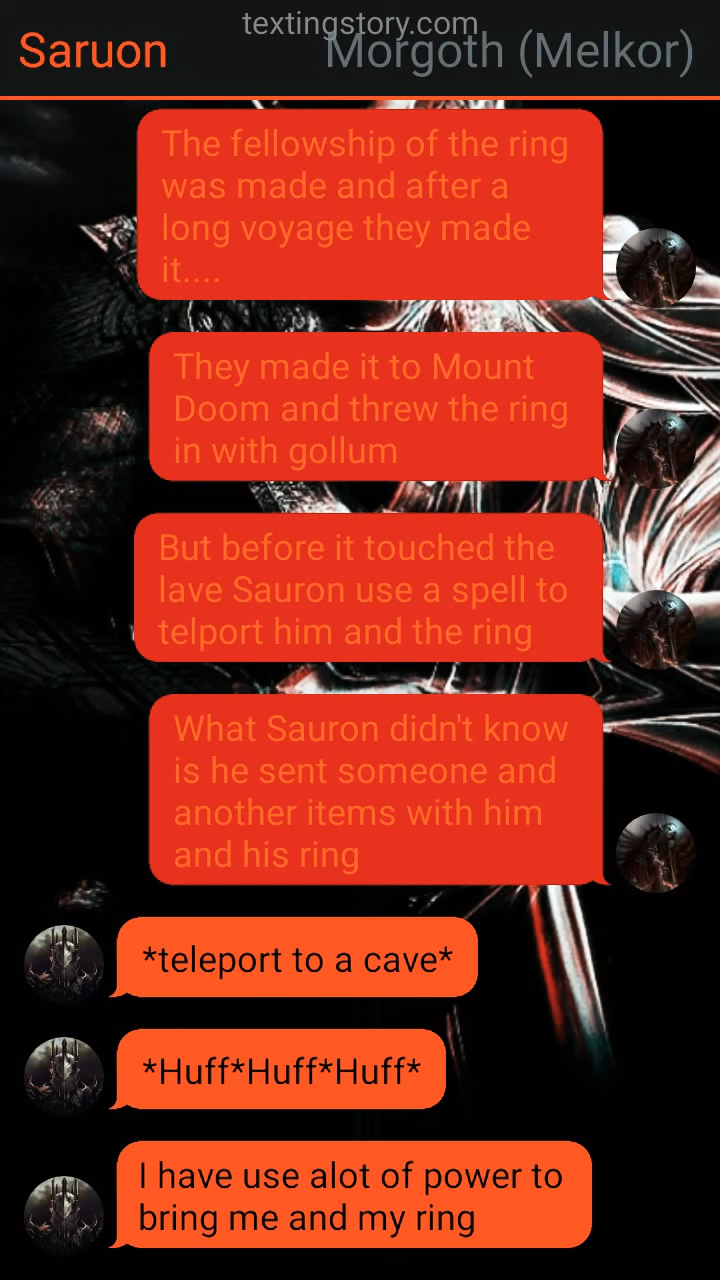 textingstory.com
Saruon
Morgoth (Melkor)
The fellowship of the ring
was made and after a
long voyage they made
it....
They made it to Mount
Doom and threw the ring
in with gollum
But before it touched the
lave Sauron use a spell to
telport him and the ring
What Sauron didn't know
is he sent someone and
another items with him
and his ring
*teleport to a cave*
*Huff*Huff*Huff*
I have use alot of power to
bring me and my ring